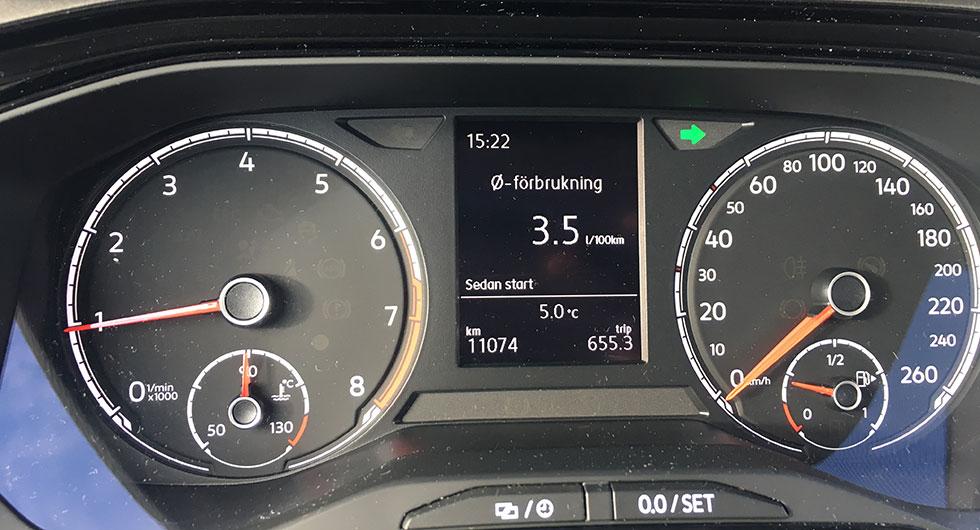 4
3
5
2
6
1
7
0
1/min
x1000
8
90
°C
50
130
15:22
Ø-förbrukning
3.5 l/100km
Sedan start
5.0 °C
km
trip
11074
655.3
80 100 120
60
140
50
160
40
180
30
200
20
220
10
240
0 km/h
260
1/2
0
1
/
0.0 / SET